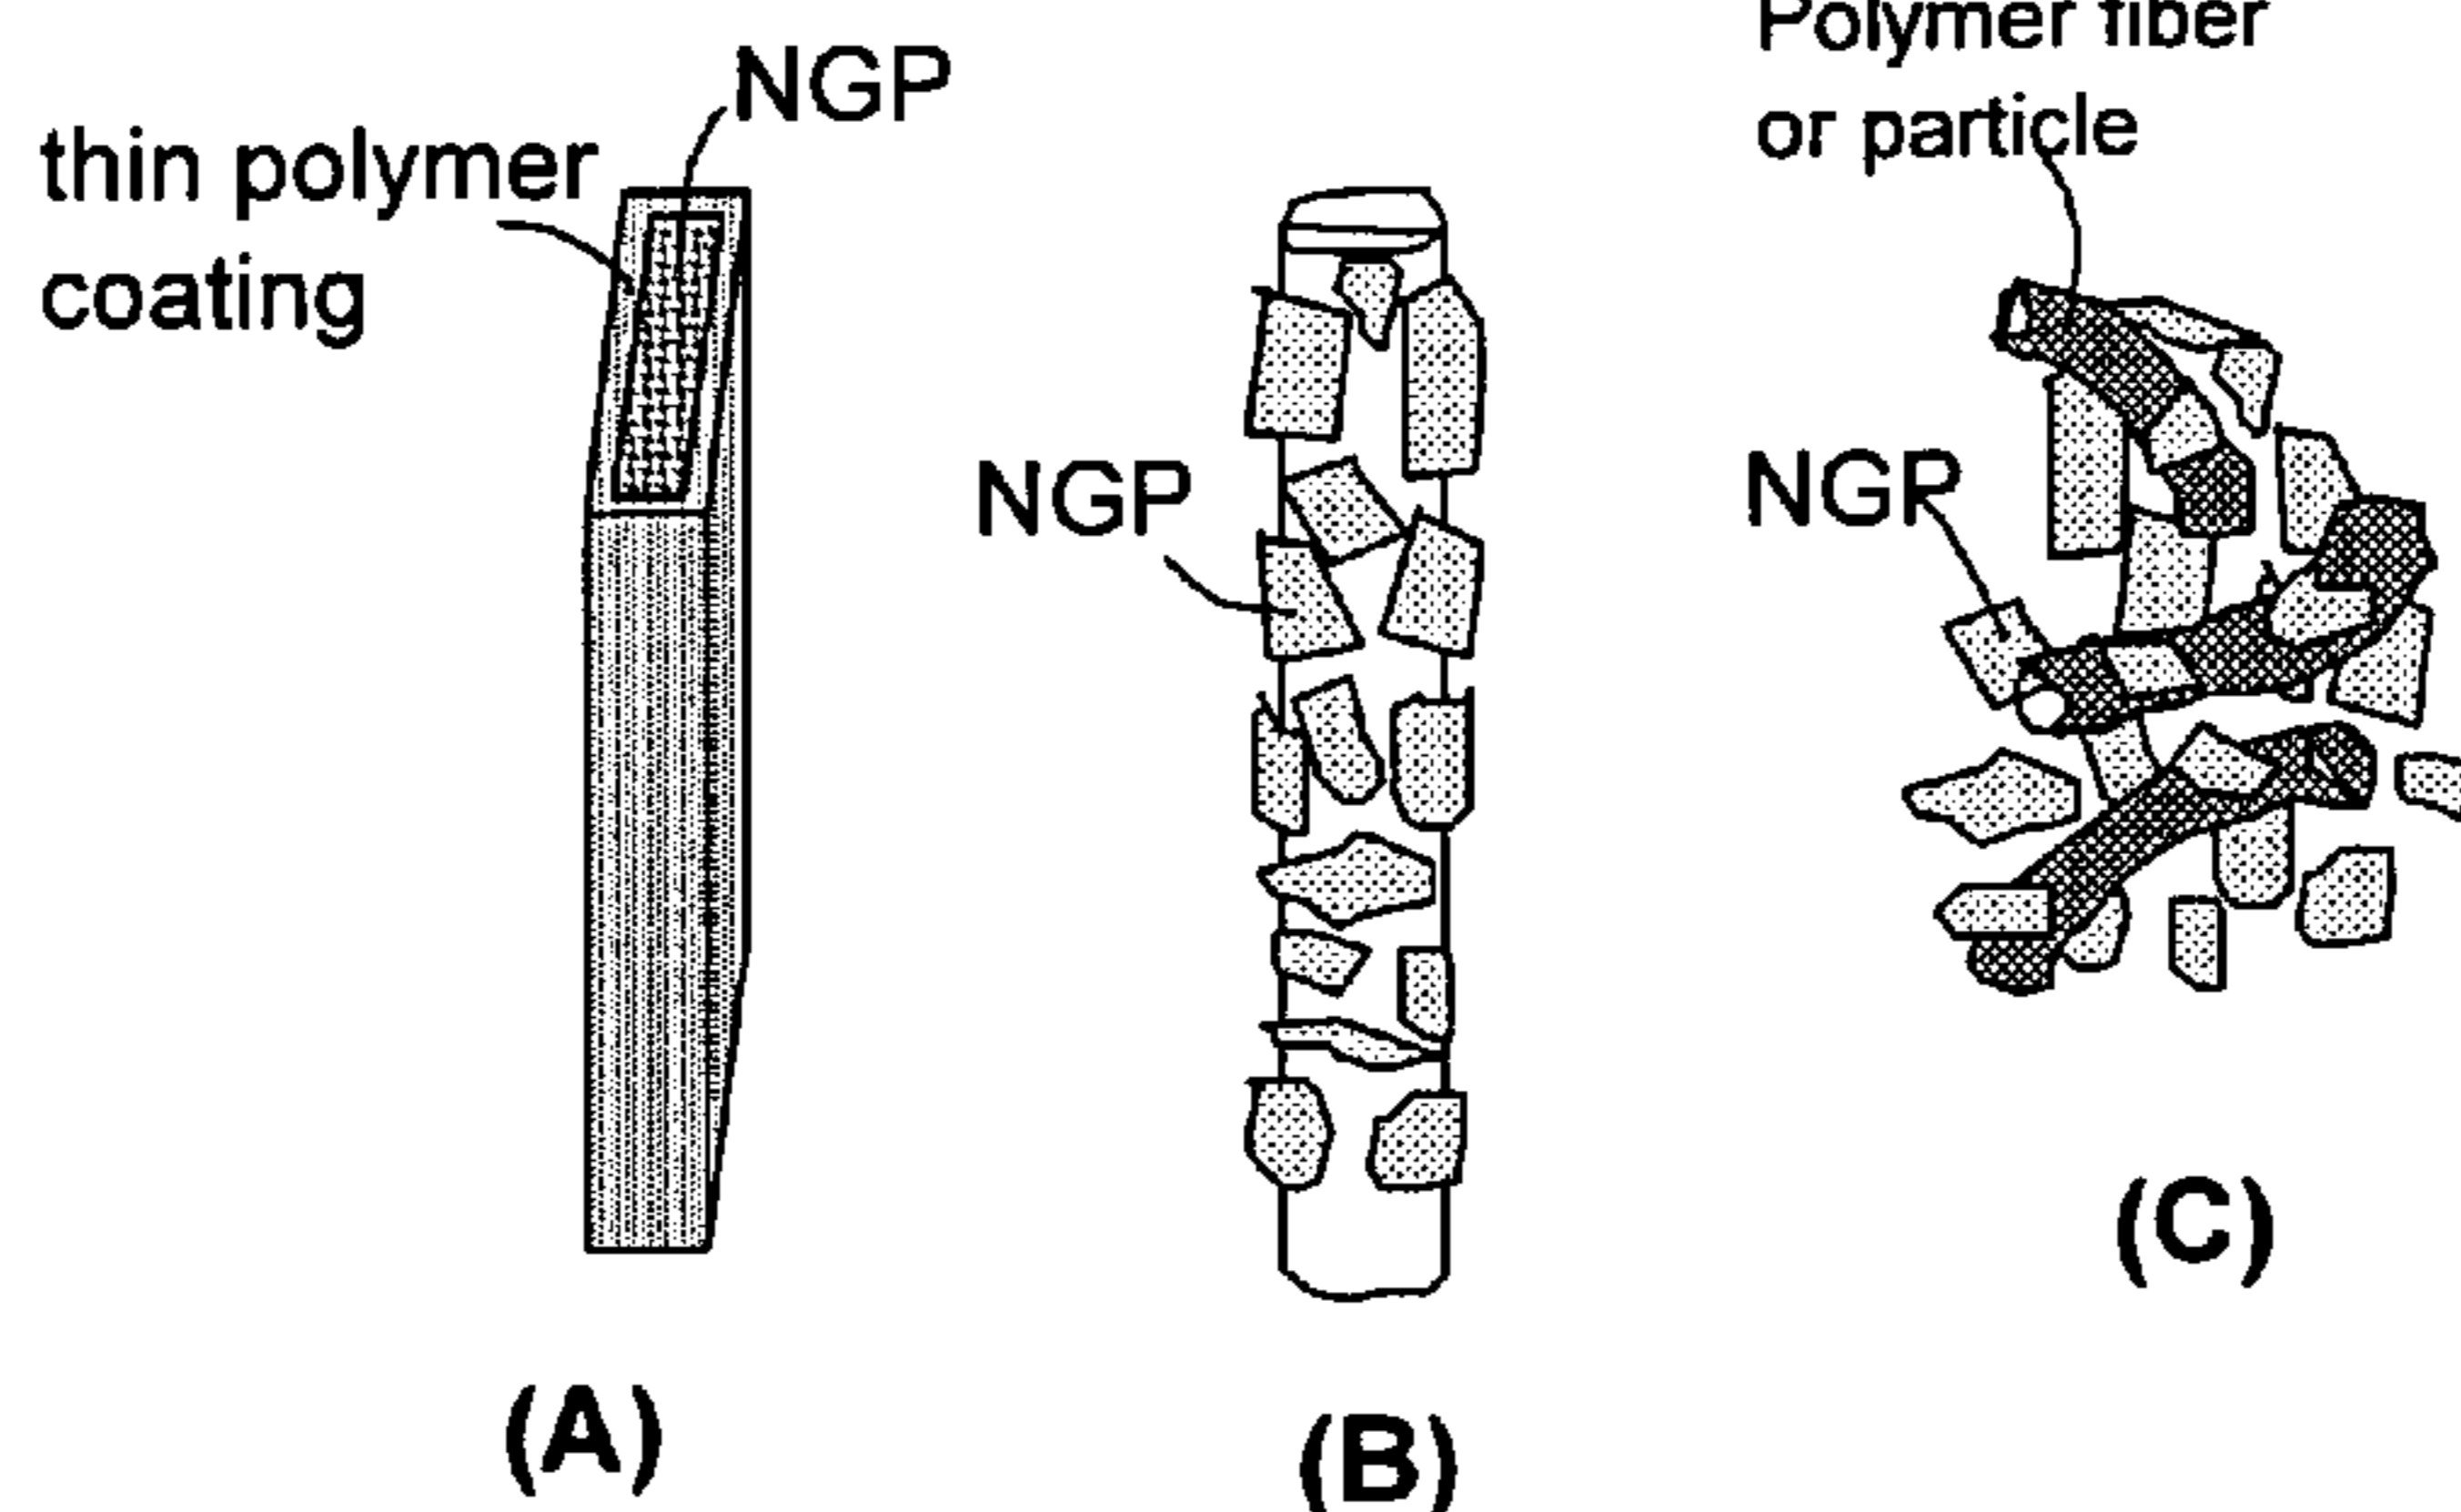 NGP
thin polymer
coating
NGP
Polymer fiber
or particle
NGP
(A)
(B)
(C)